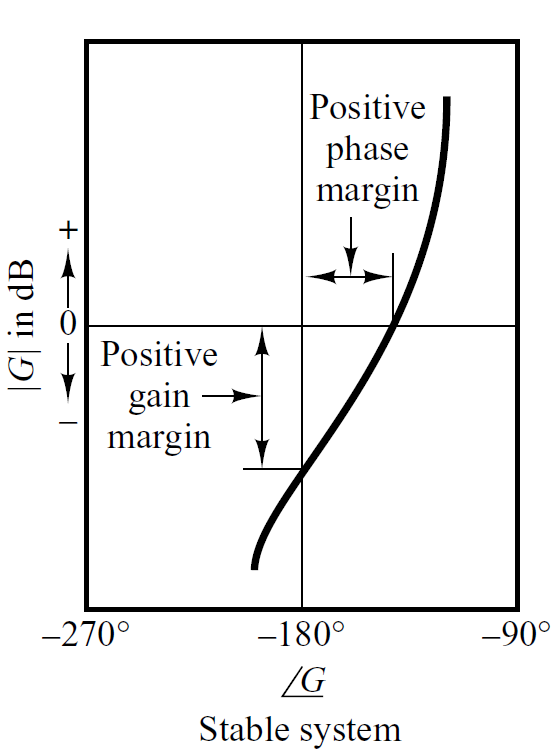 Positive
phase
margin
+
|G| in dB
0
–
Positive
gain
margin
–270° –180° –90°
/G
Stable system